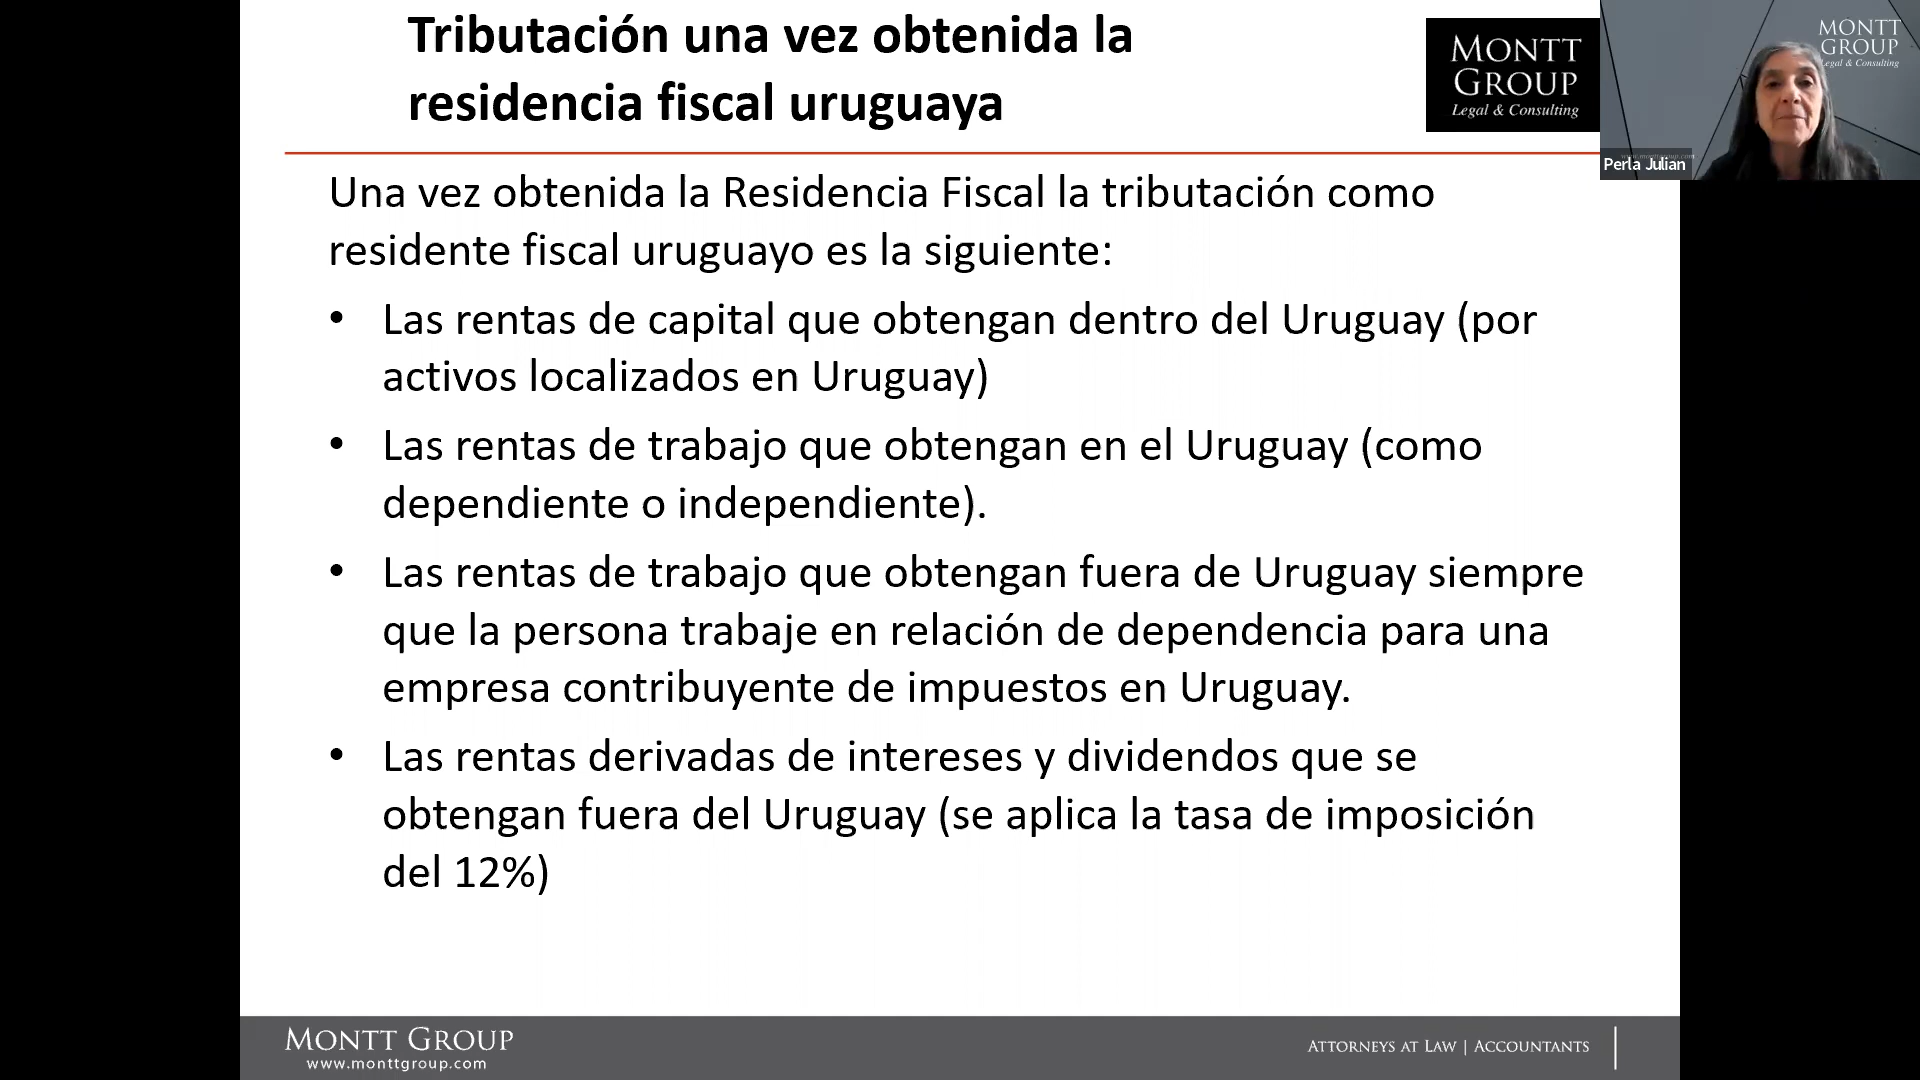 Tributación una vez obtenida la
residencia fiscal uruguaya
MONTT
GROUP
Legal & Consulting
MONTT
GROUP
Legal & Consulting
Perla Julian
Una vez obtenida la Residencia Fiscal la tributación como
residente fiscal uruguayo es la siguiente:
• Las rentas de capital que obtengan dentro del Uruguay (por
activos localizados en Uruguay)
• Las rentas de trabajo que obtengan en el Uruguay (como
dependiente o independiente).
• Las rentas de trabajo que obtengan fuera de Uruguay siempre
que la persona trabaje en relación de dependencia para una
empresa contribuyente de impuestos en Uruguay.
• Las rentas derivadas de intereses y dividendos que se
obtengan fuera del Uruguay (se aplica la tasa de imposición
del 12%)
MONTT GROUP
www.monttgroup.com
ATTORNEYS AT LAW | ACCOUNTANTS